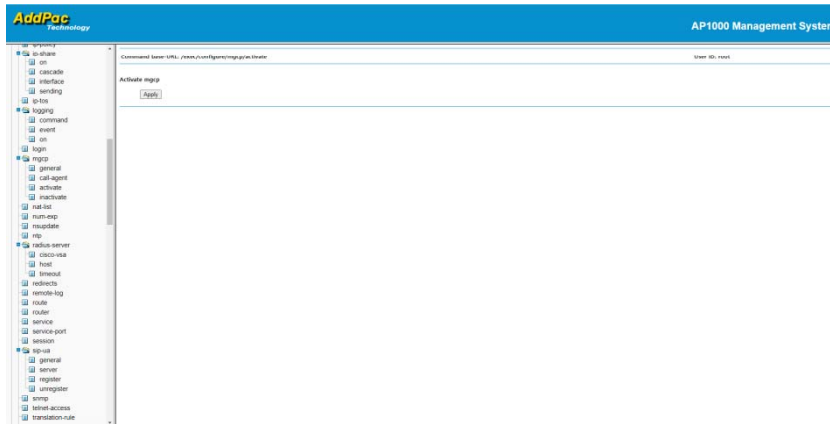 AddPac
Technology
AP1000 Management System
ip-policy
ip-share
on
cascade
interface
sending
ip-tos
logging
command
event
on
login
mgcp
general
call-agent
activate
inactivate
nat-list
num-exp
nsupdate
ntp
radius-server
cisco-vsa
host
timeout
redirects
remote-log
route
router
service
service-port
session
sip-ua
general
server
register
unregister
snmp
telnet-access
translation-rule
Command base-URL: /exec/configure/mgcp/activate
User ID: root
Activate mgcp
Apply